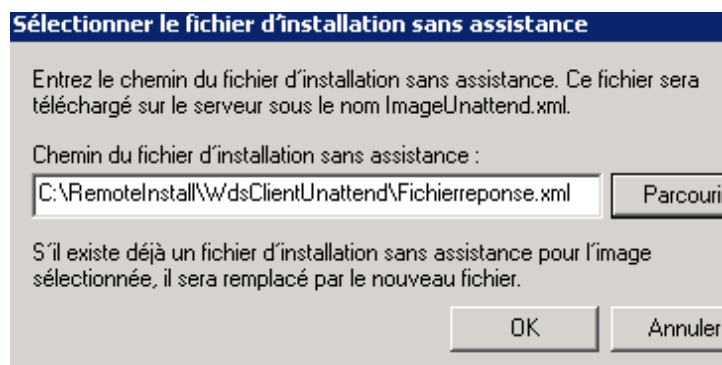 Sélectionner le fichier d'installation sans assistance
Entrez le chemin du fichier d'installation sans assistance. Ce fichier sera
téléchargé sur le serveur sous le nom ImageUnattend.xml.
Chemin du fichier d'installation sans assistance :
C:\RemoteInstall\WdsClientUnattend\Fichierreponse.xml
Parcouri
S'il existe déjà un fichier d'installation sans assistance pour l'image
sélectionnée, il sera remplacé par le nouveau fichier.
OK
Annuler